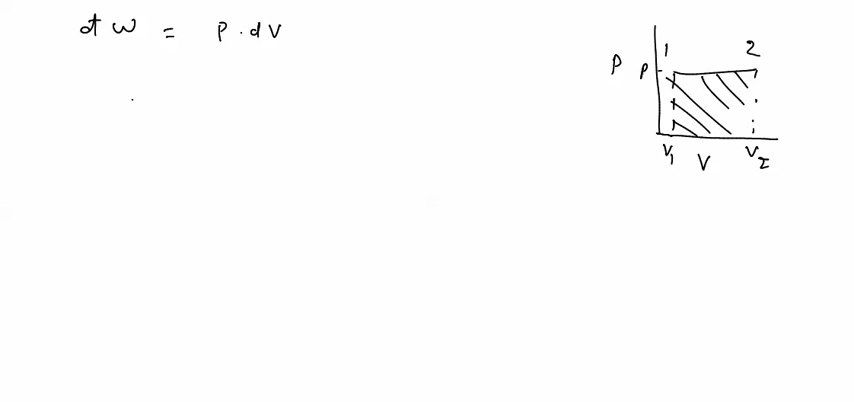 đW = P . dV
1 2
P P
V1 V V2